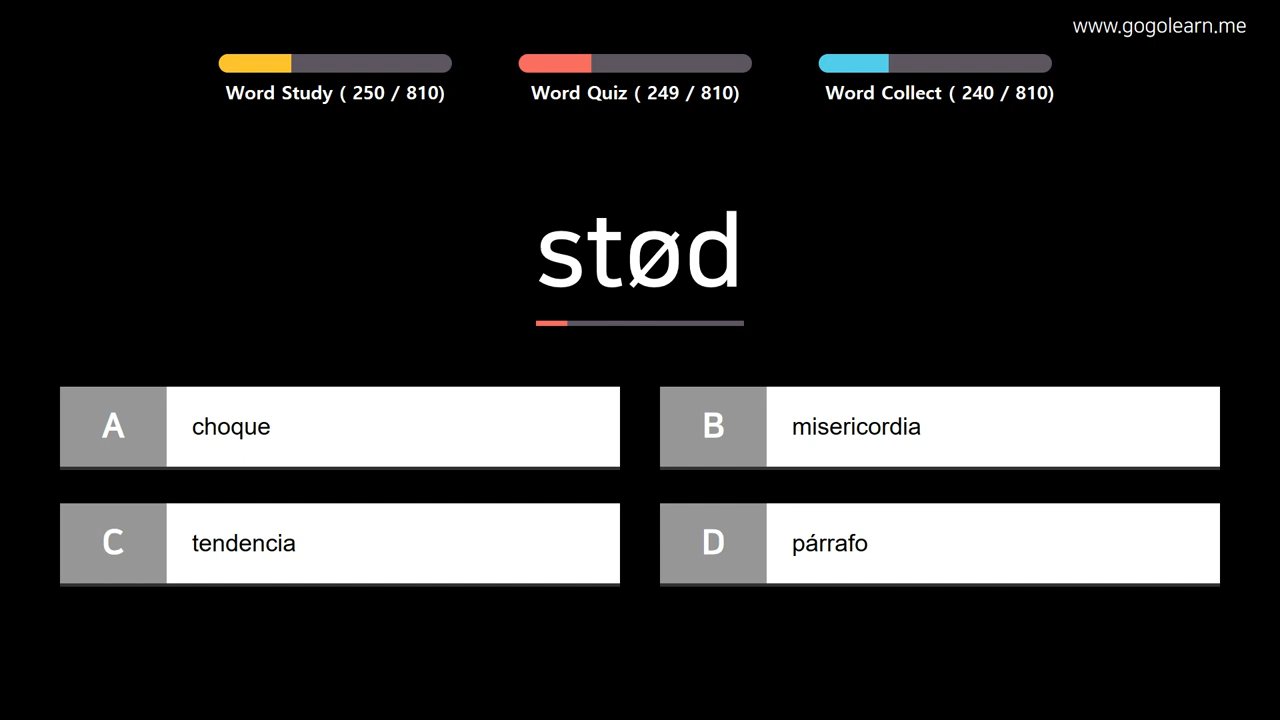 www.gogolearn.me
Word Study ( 250 / 810)
Word Quiz ( 249 / 810)
Word Collect ( 240 / 810)
stød
A choque
B misericordia
C tendencia
D párrafo